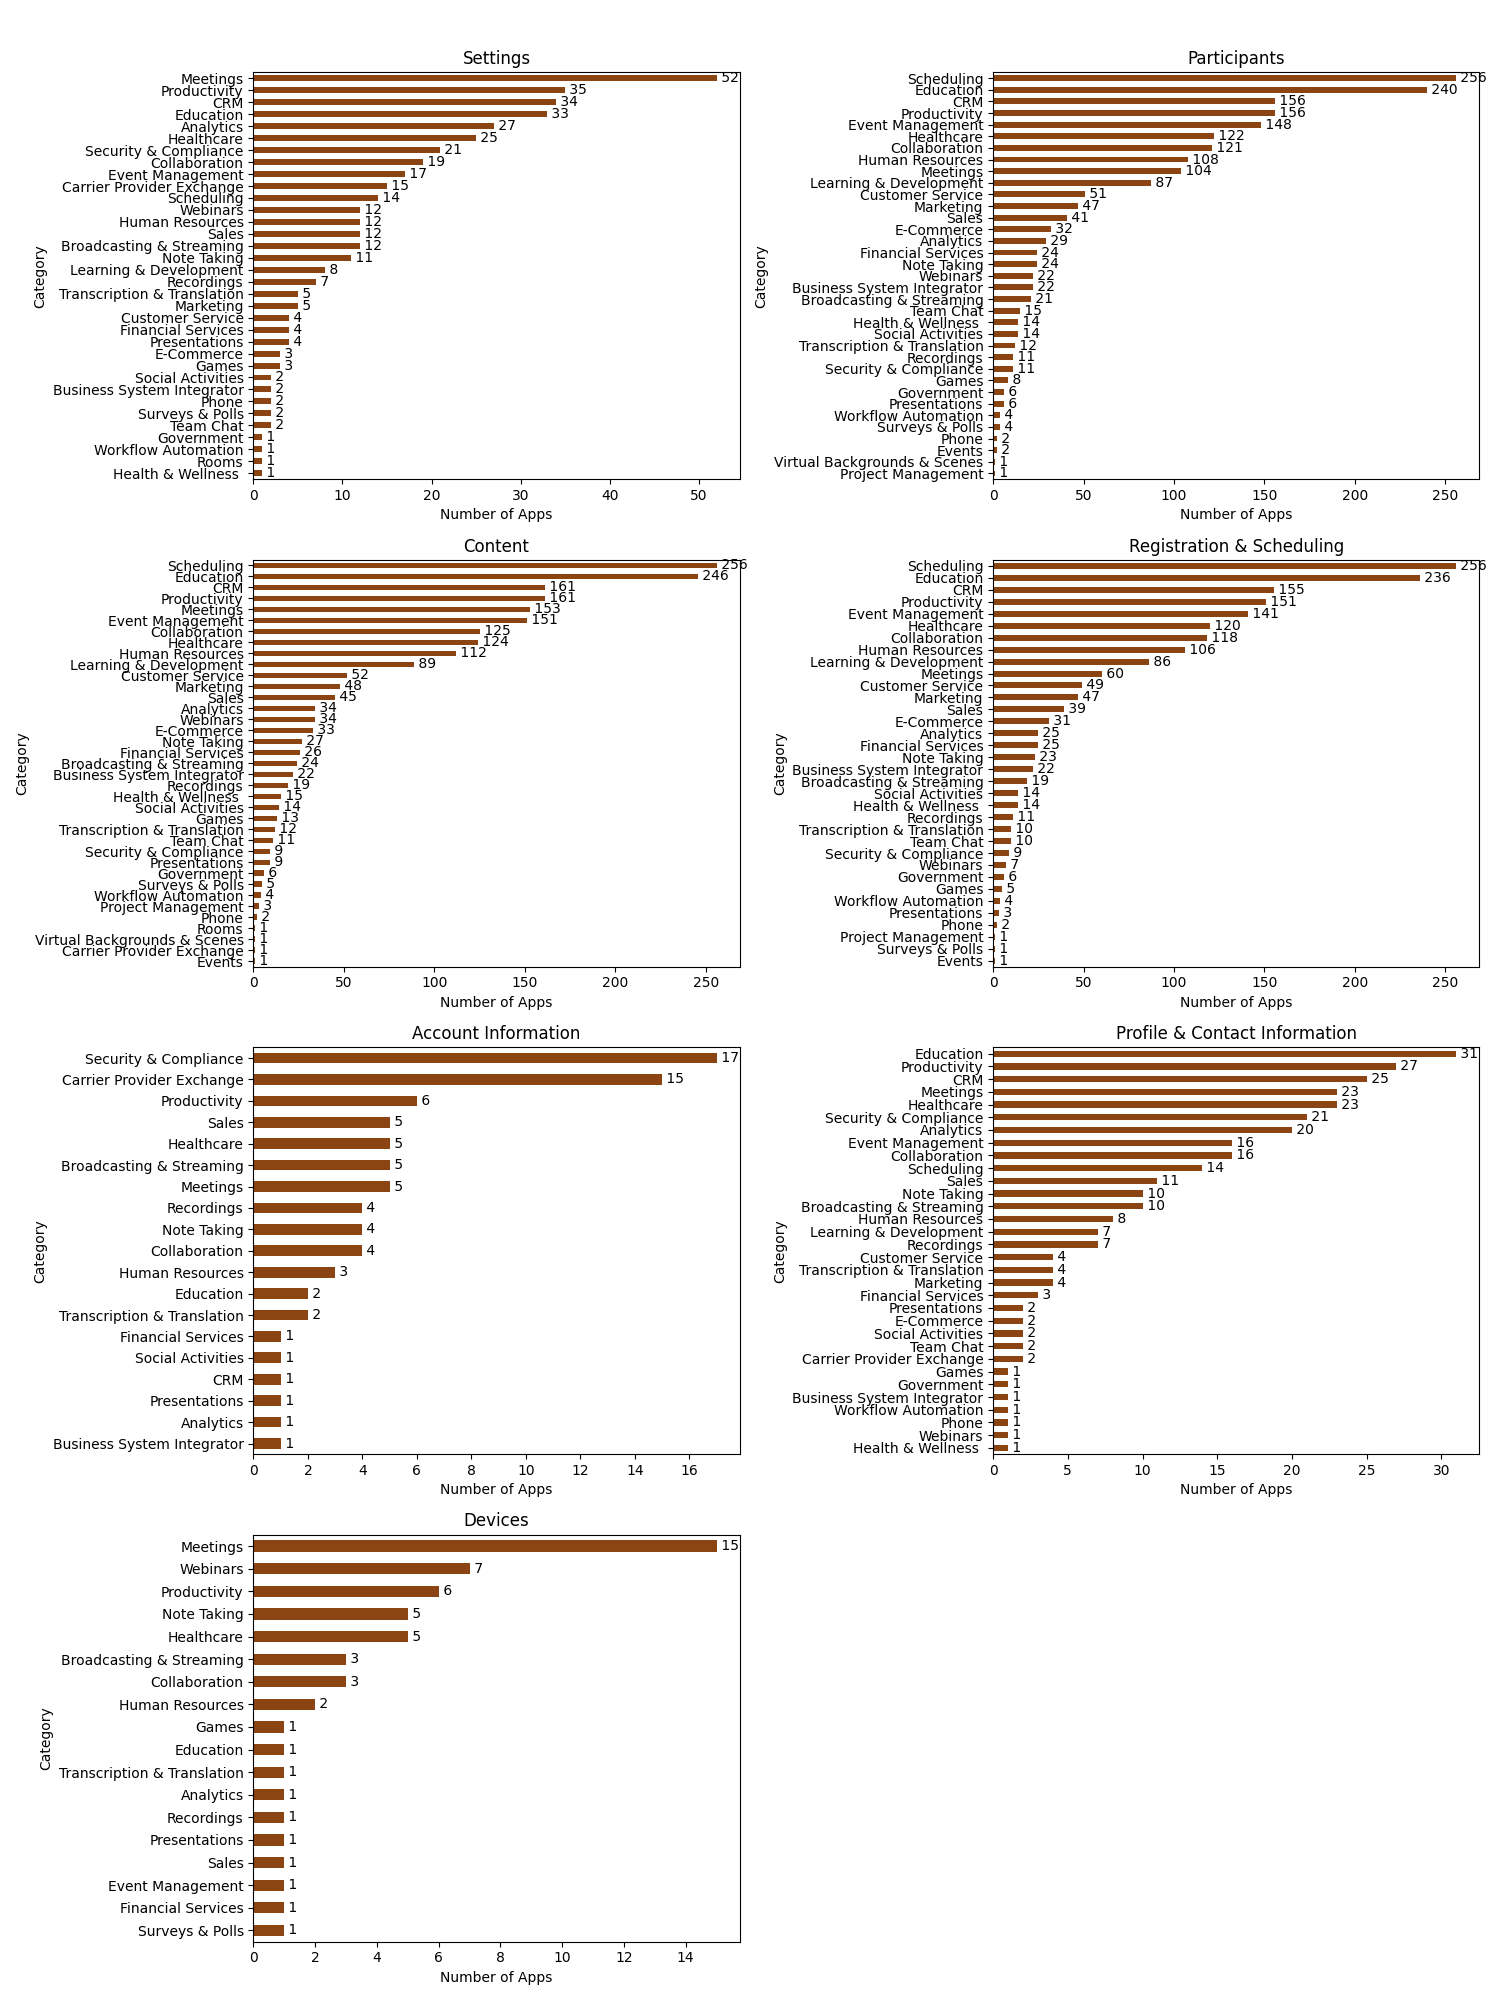 Settings
Category
Meetings 52
Productivity 35
CRM 34
Education 33
Analytics 27
Healthcare 25
Security & Compliance 21
Collaboration 19
Event Management 17
Carrier Provider Exchange 15
Scheduling 14
Webinars 12
Human Resources 12
Sales 12
Broadcasting & Streaming 12
Note Taking 11
Learning & Development 8
Recordings 7
Transcription & Translation 5
Marketing 5
Customer Service 4
Financial Services 4
Presentations 4
E-Commerce 3
Games 3
Social Activities 2
Business System Integrator 2
Phone 2
Surveys & Polls 2
Team Chat 2
Government 1
Workflow Automation 1
Rooms 1
Health & Wellness 1
0 10 20 30 40 50
Number of Apps
Participants
Category
Scheduling 256
Education 240
CRM 156
Productivity 156
Event Management 148
Healthcare 122
Collaboration 121
Human Resources 108
Meetings 104
Learning & Development 87
Customer Service 51
Marketing 47
Sales 41
E-Commerce 32
Analytics 29
Financial Services 24
Note Taking 24
Webinars 22
Business System Integrator 22
Broadcasting & Streaming 21
Team Chat 15
Health & Wellness 14
Social Activities 14
Transcription & Translation 12
Recordings 11
Security & Compliance 11
Games 8
Government 6
Presentations 6
Workflow Automation 4
Surveys & Polls 4
Phone 2
Events 2
Virtual Backgrounds & Scenes 1
Project Management 1
0 50 100 150 200 250
Number of Apps
Content
Category
Scheduling 256
Education 246
CRM 161
Productivity 161
Meetings 153
Event Management 151
Collaboration 125
Healthcare 124
Human Resources 112
Learning & Development 89
Customer Service 52
Marketing 48
Sales 45
Analytics 34
Webinars 34
E-Commerce 33
Note Taking 27
Financial Services 26
Broadcasting & Streaming 24
Business System Integrator 22
Recordings 19
Health & Wellness 15
Social Activities 14
Games 13
Transcription & Translation 12
Team Chat 11
Security & Compliance 9
Presentations 9
Government 6
Surveys & Polls 5
Workflow Automation 4
Project Management 3
Phone 2
Rooms 1
Virtual Backgrounds & Scenes 1
Carrier Provider Exchange 1
Events 1
0 50 100 150 200 250
Number of Apps
Registration & Scheduling
Category
Scheduling 256
Education 236
CRM 155
Productivity 151
Event Management 141
Healthcare 120
Collaboration 118
Human Resources 106
Learning & Development 86
Meetings 60
Customer Service 49
Marketing 47
Sales 39
E-Commerce 31
Analytics 25
Financial Services 25
Note Taking 23
Business System Integrator 22
Broadcasting & Streaming 19
Social Activities 14
Health & Wellness 14
Recordings 11
Transcription & Translation 10
Team Chat 10
Security & Compliance 9
Webinars 7
Government 6
Games 5
Workflow Automation 4
Presentations 3
Phone 2
Project Management 1
Surveys & Polls 1
Events 1
0 50 100 150 200 250
Number of Apps
Account Information
Category
Security & Compliance 17
Carrier Provider Exchange 15
Productivity 6
Sales 5
Healthcare 5
Broadcasting & Streaming 5
Meetings 5
Recordings 4
Note Taking 4
Collaboration 4
Human Resources 3
Education 2
Transcription & Translation 2
Financial Services 1
Social Activities 1
CRM 1
Presentations 1
Analytics 1
Business System Integrator 1
0 2 4 6 8 10 12 14 16
Number of Apps
Profile & Contact Information
Category
Education 31
Productivity 27
CRM 25
Meetings 23
Healthcare 23
Security & Compliance 21
Analytics 20
Event Management 16
Collaboration 16
Scheduling 14
Sales 11
Note Taking 10
Broadcasting & Streaming 10
Human Resources 8
Learning & Development 7
Recordings 7
Customer Service 4
Transcription & Translation 4
Marketing 4
Financial Services 3
Presentations 2
E-Commerce 2
Social Activities 2
Team Chat 2
Carrier Provider Exchange 2
Games 1
Government 1
Business System Integrator 1
Workflow Automation 1
Phone 1
Webinars 1
Health & Wellness 1
0 5 10 15 20 25 30
Number of Apps
Devices
Category
Meetings 15
Webinars 7
Productivity 6
Note Taking 5
Healthcare 5
Broadcasting & Streaming 3
Collaboration 3
Human Resources 2
Games 1
Education 1
Transcription & Translation 1
Analytics 1
Recordings 1
Presentations 1
Sales 1
Event Management 1
Financial Services 1
Surveys & Polls 1
0 2 4 6 8 10 12 14
Number of Apps